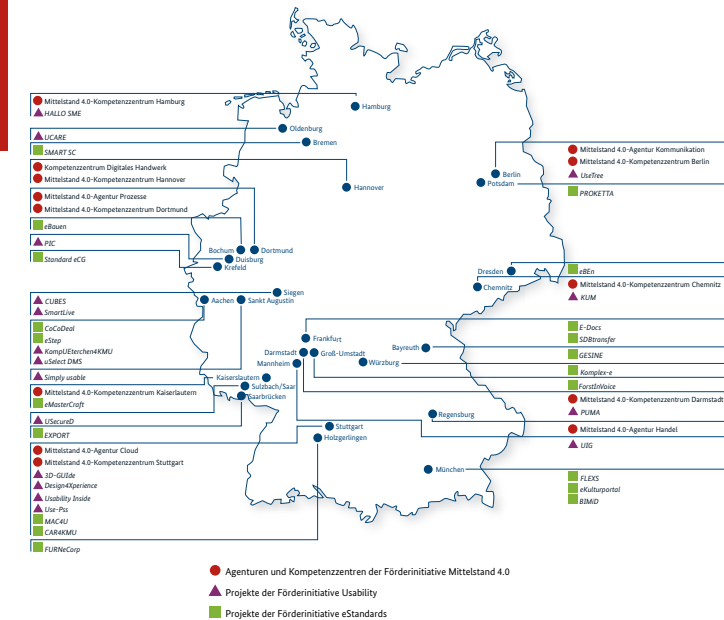 Mittelstand 4.0-Kompetenzzentrum Hamburg
HALLO SME
UCARE
SMART SC
Kompetenzzentrum Digitales Handwerk
Mittelstand 4.0-Kompetenzzentrum Hannover
Mittelstand 4.0-Agentur Prozesse
Mittelstand 4.0-Kompetenzzentrum Dortmund
eBauen
PIC
Standard eCG
CUBES
SmartLive
CoCoDeal
eStep
KompUEterchen4KMU
uSelect DMS
Simply usable
Mittelstand 4.0-Kompetenzzentrum Kaiserlautern
eMasterCraft
USecureD
EXPORT
Mittelstand 4.0-Agentur Cloud
Mittelstand 4.0-Kompetenzzentrum Stuttgart
3D-GUIde
Design4Xperience
Usability Inside
Use-Pss
MAC4U
CAR4KMU
FURNeCorp
Hamburg
Oldenburg
Bremen
Hannover
Berlin
Potsdam
Bochum
Dortmund
Duisburg
Krefeld
Dresden
Chemnitz
Siegen
Aachen
Sankt Augustin
Frankfurt
Darmstadt
Groß-Umstadt
Bayreuth
Mannheim
Würzburg
Kaiserlautern
Sulzbach/Saar
Saarbrücken
Regensburg
Stuttgart
Holzgerlingen
München
Mittelstand 4.0-Agentur Kommunikation
Mittelstand 4.0-Kompetenzzentrum Berlin
UseTree
PROKETTA
eBEn
Mittelstand 4.0-Kompetenzzentrum Chemnitz
KUM
E-Docs
SDBtransfer
GESINE
Komplex-e
ForstInVoice
Mittelstand 4.0-Kompetenzzentrum Darmstadt
PUMA
Mittelstand 4.0-Agentur Handel
UIG
FLEXS
eKulturportal
BIMiD
Agenturen und Kompetenzzentren der Förderinitiative Mittelstand 4.0
Projekte der Förderinitiative Usability
Projekte der Förderinitiative eStandards